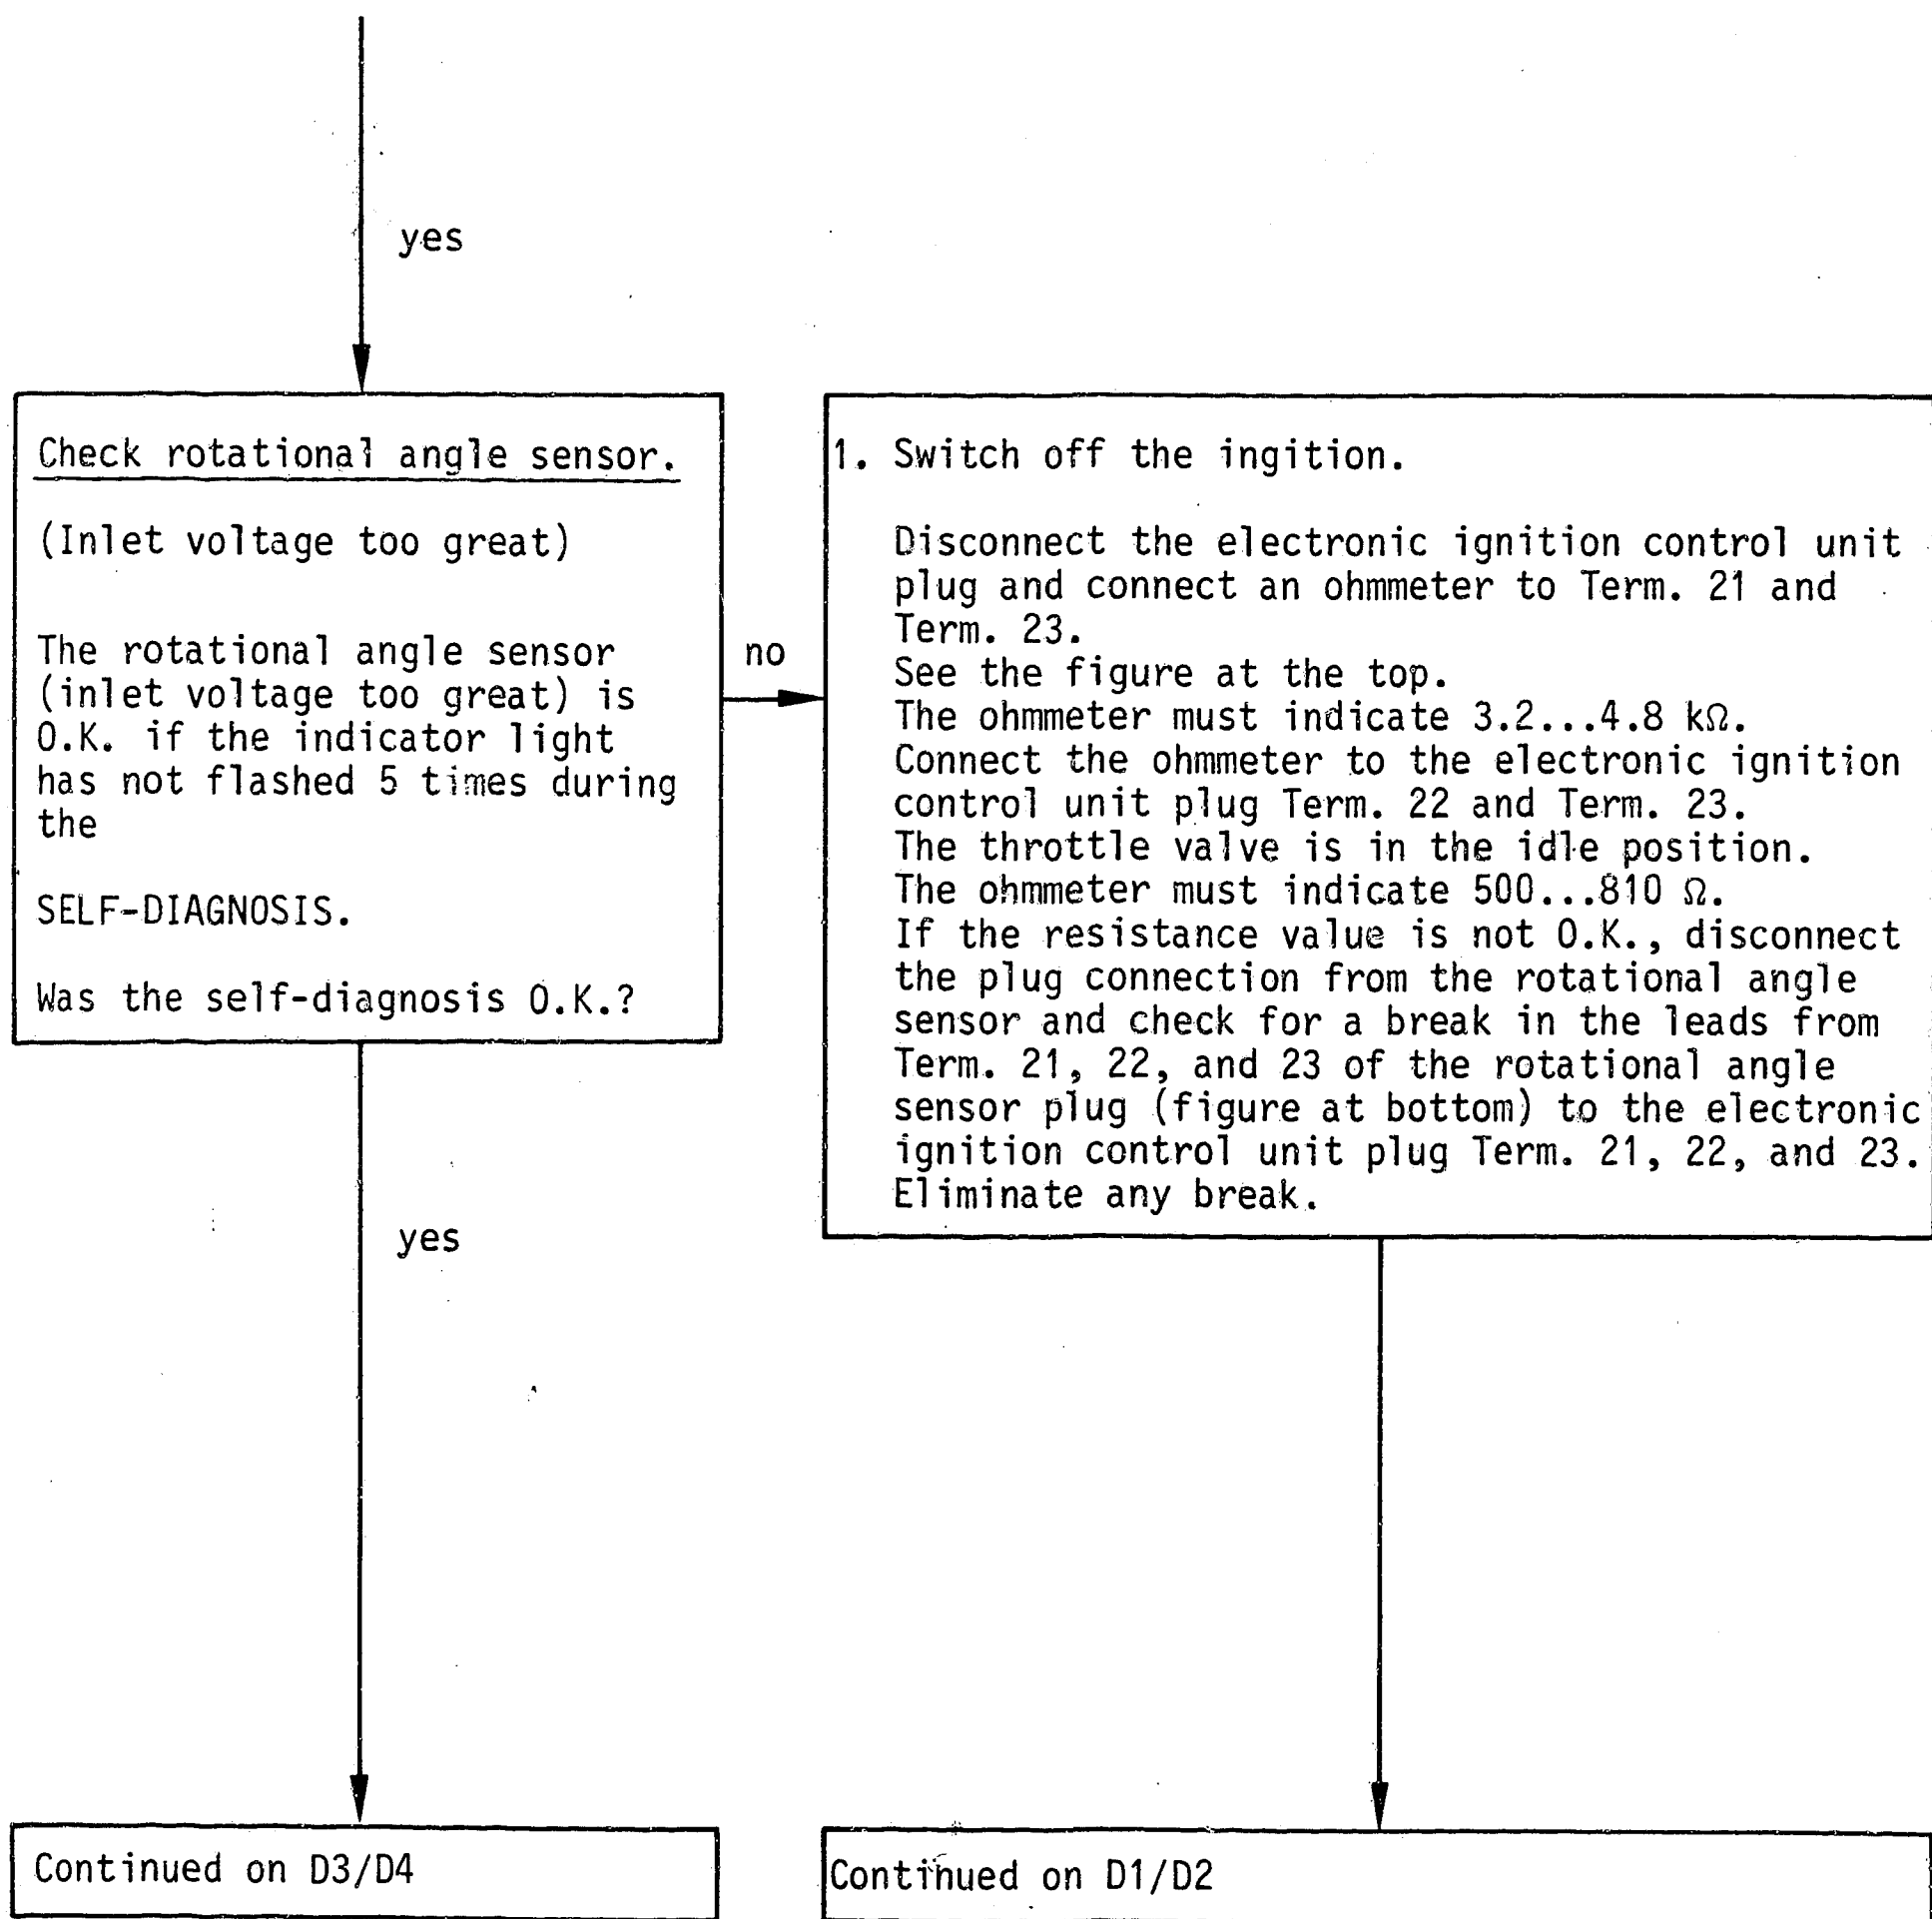 yes
Check rotational angle sensor.
(Inlet voltage too great)
The rotational angle sensor
(inlet voltage too great) is
O.K. if the indicator light
has not flashed 5 times during
the
SELF-DIAGNOSIS.
Was the self-diagnosis O.K.?
no
1. Switch off the ingition.
Disconnect the electronic ignition control unit
plug and connect an ohmmeter to Term. 21 and
Term. 23.
See the figure at the top.
The ohmmeter must indicate 3.2...4.8 kΩ.
Connect the ohmmeter to the electronic ignition
control unit plug Term. 22 and Term. 23.
The throttle valve is in the idle position.
The ohmmeter must indicate 500...810 Ω.
If the resistance value is not O.K., disconnect
the plug connection from the rotational angle
sensor and check for a break in the leads from
Term. 21, 22, and 23 of the rotational angle
sensor plug (figure at bottom) to the electronic
ignition control unit plug Term. 21, 22, and 23.
Eliminate any break.
yes
Continued on D3/D4
Continued on D1/D2